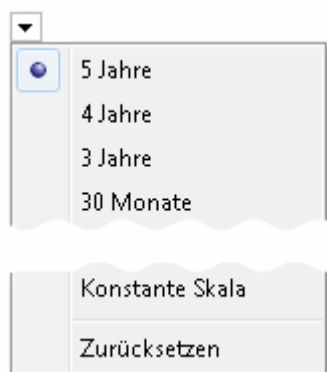 5 Jahre
4 Jahre
3 Jahre
30 Monate
Konstante Skala
Zurücksetzen